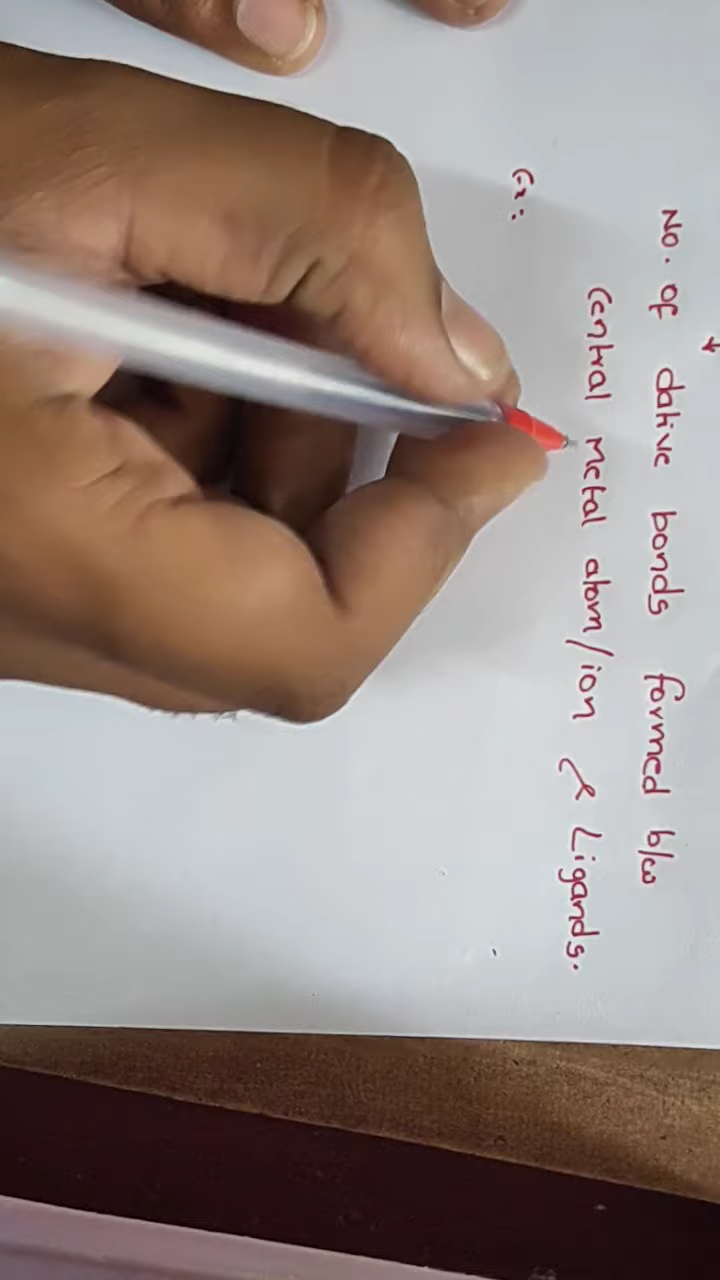 ↓
No. of dative bonds formed b/w
Central Metal atom/ion & Ligands.
Ex: